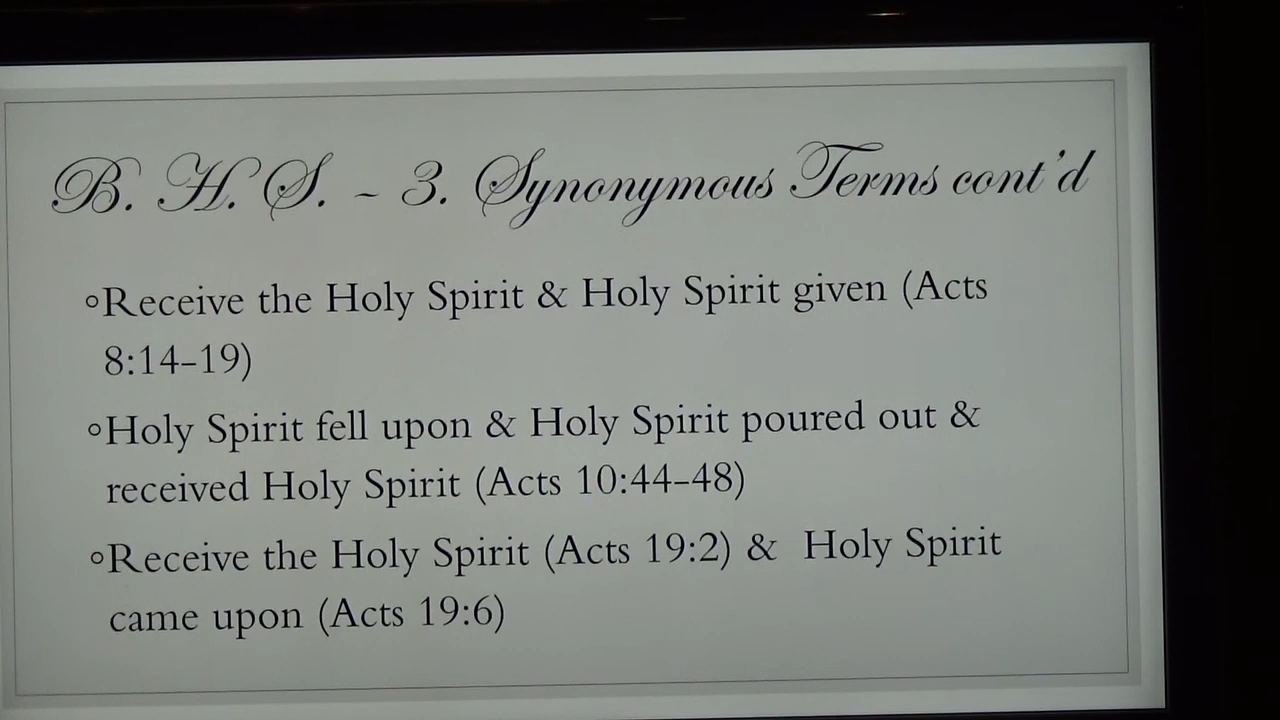 B. H. S. ~ 3. Synonymous Terms cont'd
◦Receive the Holy Spirit & Holy Spirit given (Acts
8:14–19)
◦Holy Spirit fell upon & Holy Spirit poured out &
received Holy Spirit (Acts 10:44–48)
◦Receive the Holy Spirit (Acts 19:2) & Holy Spirit
came upon (Acts 19:6)